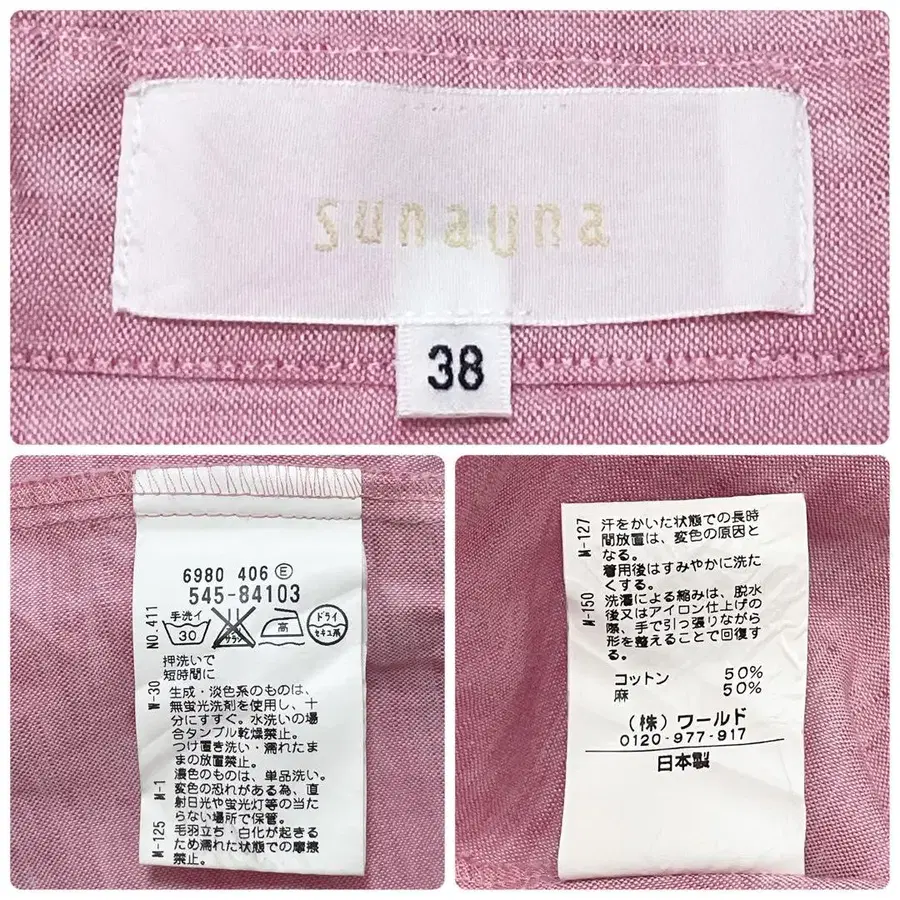 sunayna
38
6980 406 Ⓔ
545-84103
NO.411
手洗イ
30
サラシ
高
ドライ
セキユ系
押洗いで
短時間に
M-30
生成・淡色系のものは、
無蛍光洗剤を使用し、十
分にすすぐ。水洗いの場
合タンブル乾燥禁止。
つけ置き洗い・濡れたま
まの放置禁止。
M-1
濃色のものは、単品洗い。
変色の恐れがある為、直
射日光や蛍光灯等の当た
らない場所で保管。
M-125
毛羽立ち・白化が起きる
ため濡れた状態での摩擦
禁止。
M-127
汗をかいた状態での長時
間放置は、変色の原因と
なる。
着用後はすみやかに洗た
くする。
M-150
洗濯による縮みは、脱水
後又はアイロン仕上げの
際、手で引っ張りながら
形を整えることで回復す
る。
コットン 50%
麻 50%
(株)ワールド
0120-977-917
日本製